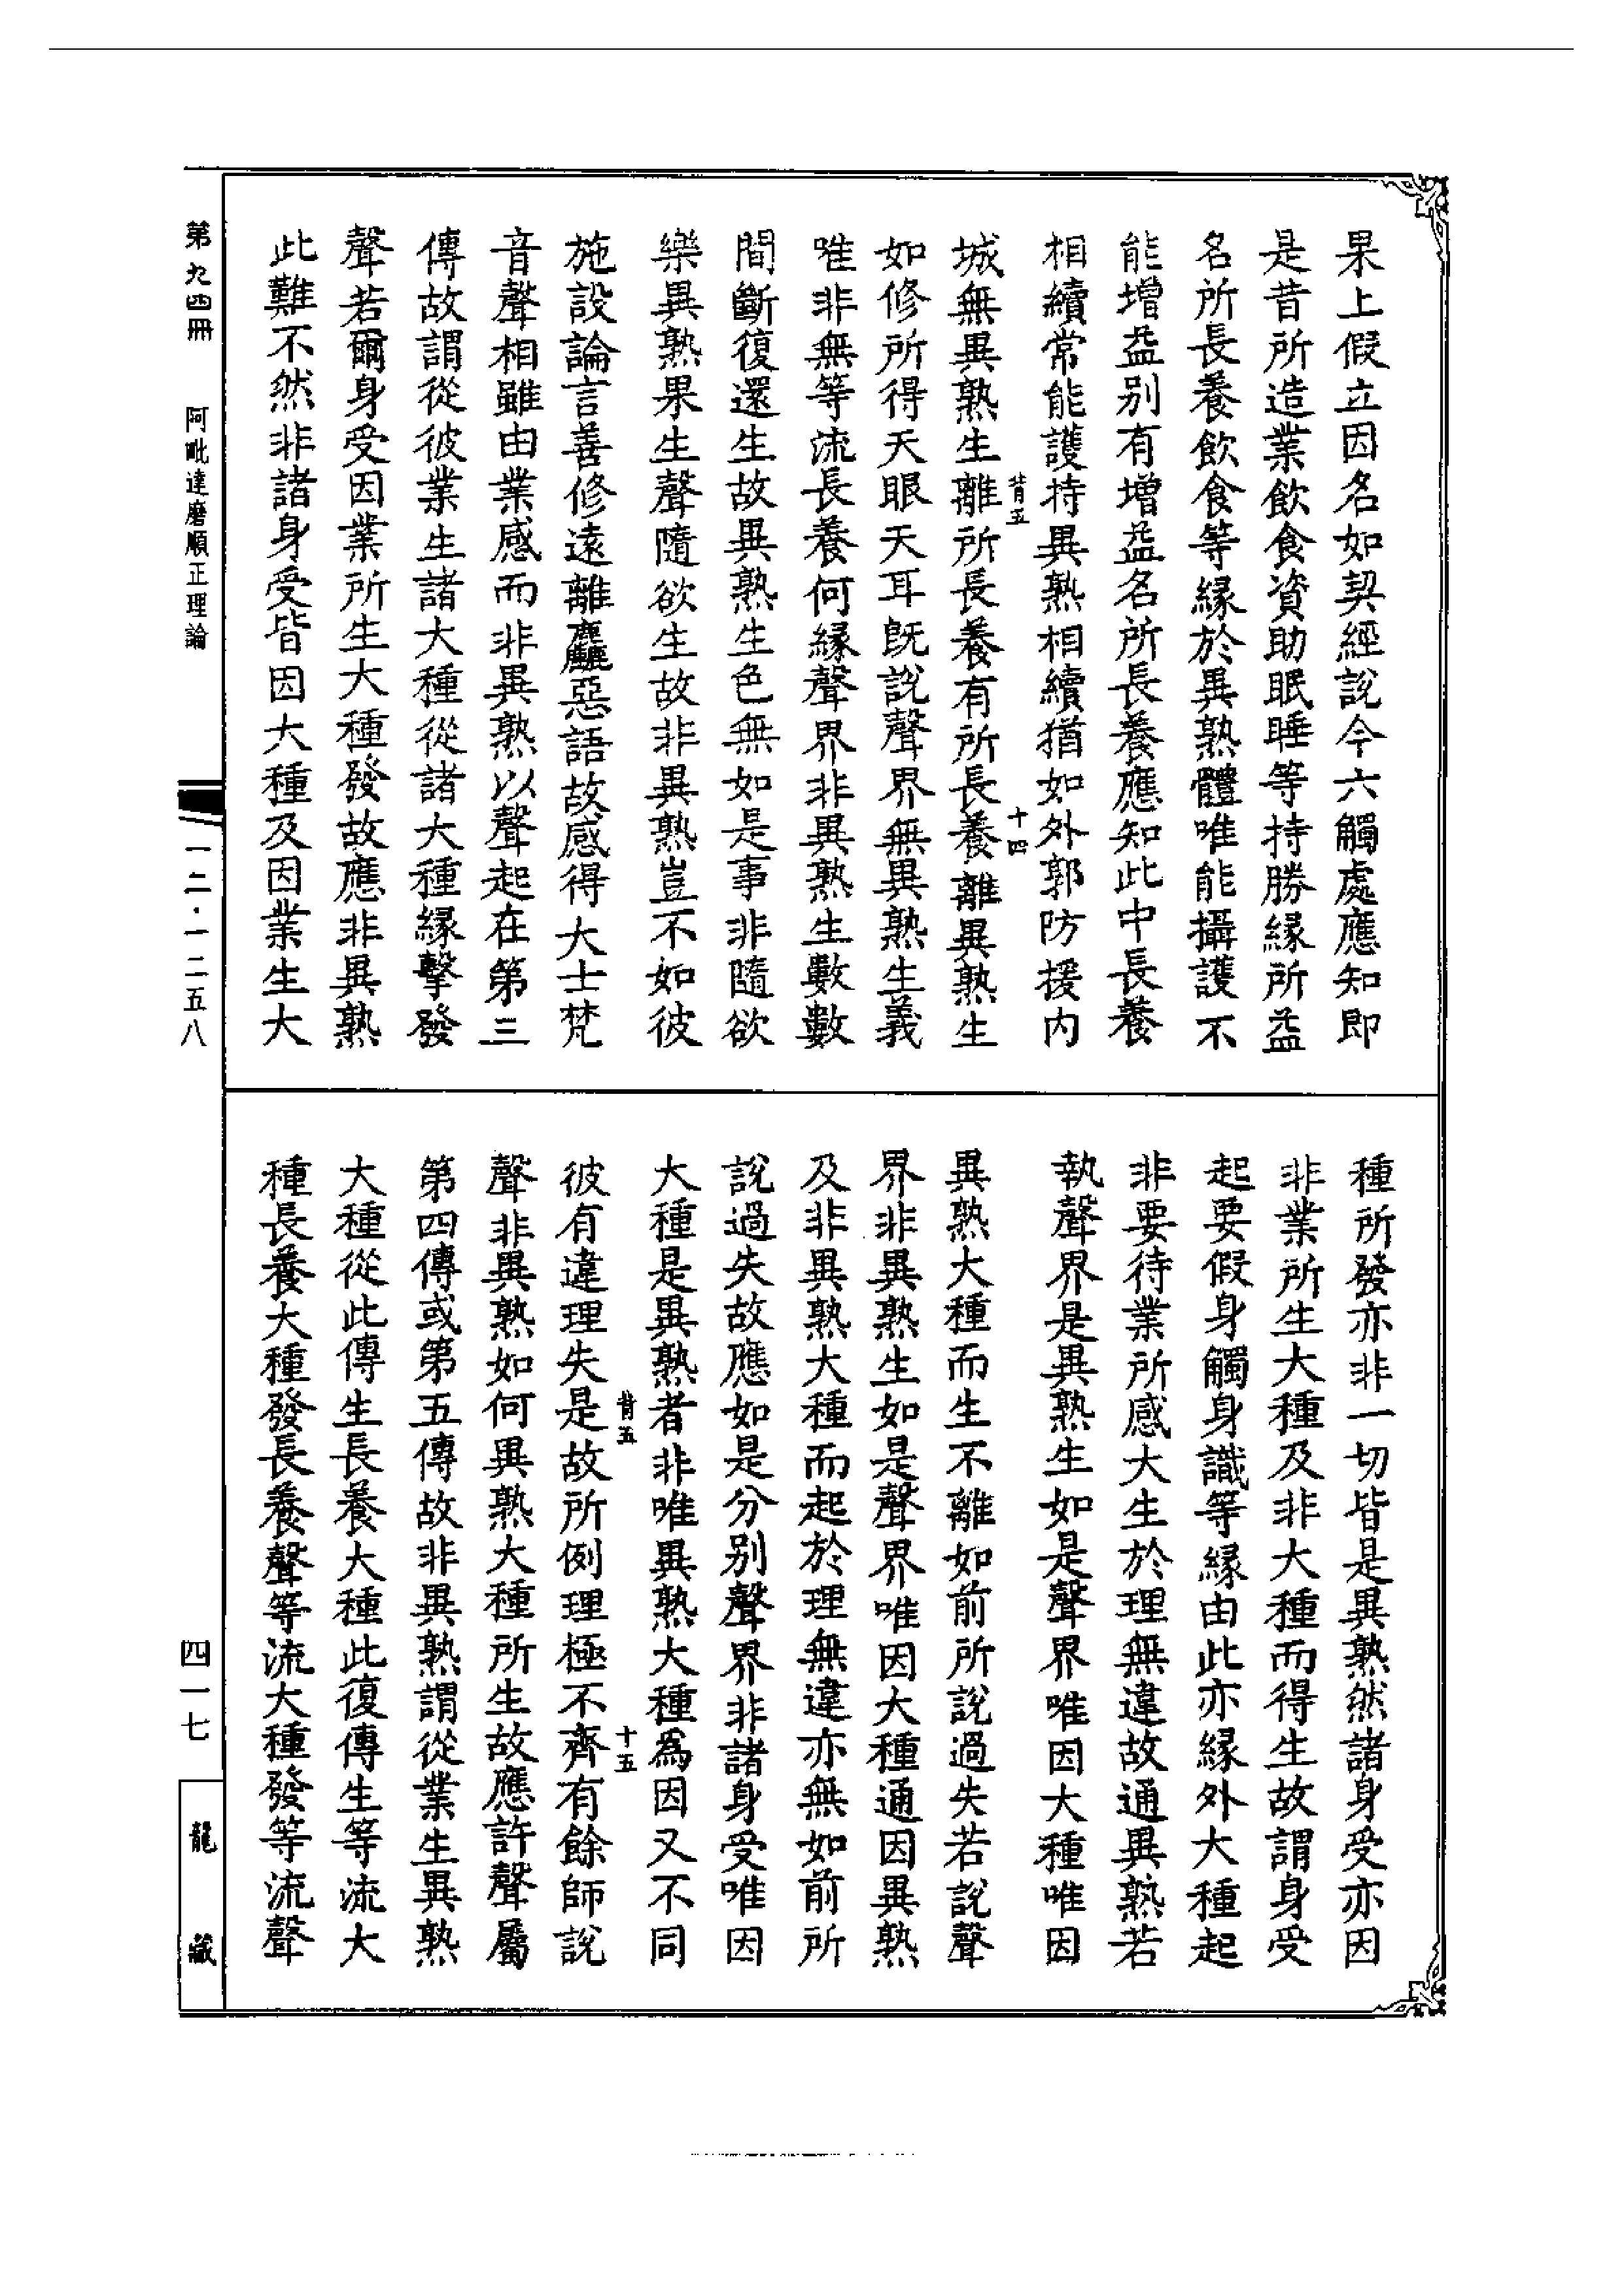 果上假立因名如契經說今六觸處應知即
是昔所造業飲食資助眠睡等持勝緣所益
名所長養飲食等緣於異熟體唯能攝護不
能增益別有增益名所長養應知此中長養
相續常能護持異熟相續猶如外郭防援內
背五
十四
城無異熟生離所長養有所長養離異熟生
如修所得天眼天耳旣說聲界無異熟生義
唯非無等流長養何緣聲界非異熟生數數
間斷復還生故異熟生色無如是事非隨欲
樂異熟果生聲隨欲生故非異熟豈不如彼
施設論言善修遠離麤惡語故感得大士梵
音聲相雖由業感而非異熟以聲起在第三
傳故謂從彼業生諸大種從諸大種緣擊發
聲若爾身受因業所生大種發故應非異熟
此難不然非諸身受皆因大種及因業生大
種所發亦非一切皆是異熟然諸身受亦因
非業所生大種及非大種而得生故謂身受
起要假身觸身識等緣由此亦緣外大種起
非要待業所感大生於理無違故通異熟若
執聲界是異熟生如是聲界唯因大種唯因
異熟大種而生不離如前所說過失若說聲
界非異熟生如是聲界唯因大種通因異熟
及非異熟大種而起於理無違亦無如前所
說過失故應如是分別聲界非諸身受唯因
大種是異熟者非唯異熟大種爲因又不同
背五
十五
彼有違理失是故所例理極不齊有餘師說
聲非異熟如何異熟大種所生故應許聲屬
第四傳或第五傳故非異熟謂從業生異熟
大種從此傳生長養大種此復傳生等流大
種長養大種發長養聲等流大種發等流聲
第九四冊　阿毗達磨順正理論
一二·一二五八
四一七
龍藏